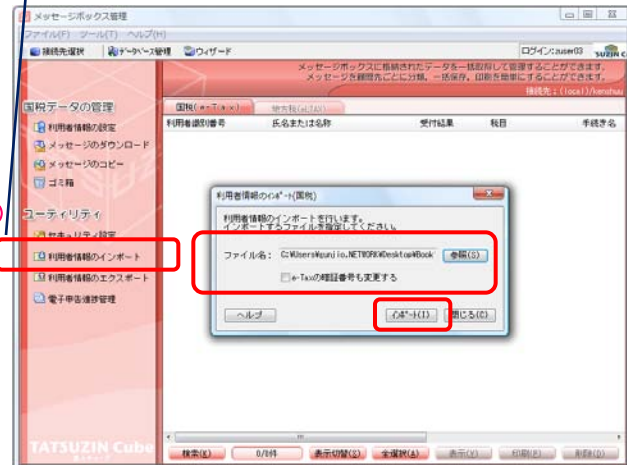 メッセージボックス管理
ファイル(F) ツール(T) ヘルプ(H)
接続先選択 データベース管理 ウィザード ログイン:zuser03
メッセージボックスに格納されたデータを一括取得して管理することができます。
メッセージを顧問先ごとに分類、一括保存、印刷を簡単にすることができます。
接続先：(local)/kenshuu
国税データの管理
国税(e-Tax) 地方税(eLTAX)
利用者識別番号 氏名または名称 受付結果 税目 手続き名
利用者情報の設定
メッセージのダウンロード
メッセージのコピー
ゴミ箱
ユーティリティ
セキュリティ設定
利用者情報のインポート
利用者情報のエクスポート
電子申告進捗管理
利用者情報のインポート(国税)
利用者情報のインポートを行います。
インポートするファイルを指定してください。
ファイル名： C:¥Users¥gunjio.NETWORK¥Desktop¥Book 参照(S)
e-Taxの暗証番号も変更する
ヘルプ インポート(I) 閉じる(C)
TATSUZIN Cube
検索(K) 0/0件 表示切替(S) 全選択(A) 表示(V) 印刷(P) 削除(D)